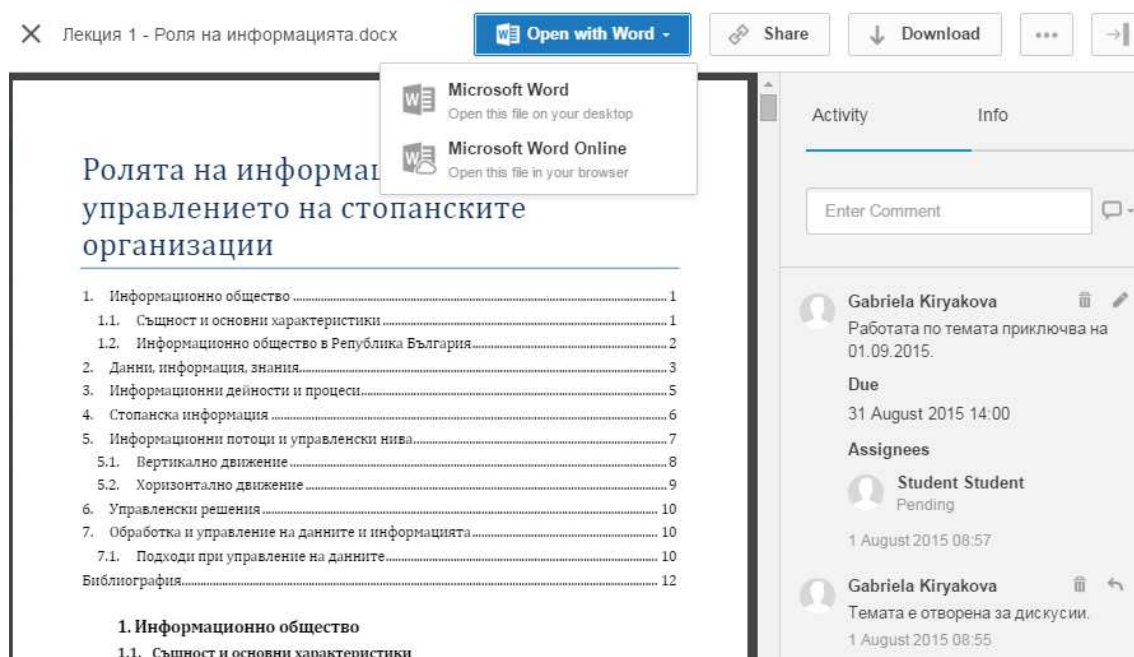 Лекция 1 - Роля на информацията.docx
Open with Word
Share
Download
Microsoft Word
Open this file on your desktop
Microsoft Word Online
Open this file in your browser
Ролята на
управлението на стопанските
организации
1. Информационно общество 1
1.1. Същност и основни характеристики 1
1.2. Информационно общество в Република България 2
2. Данни, информация, знания 3
3. Информационни дейности и процеси 5
4. Стопанска информация 6
5. Информационни потоци и управленски нива 7
5.1. Вертикално движение 8
5.2. Хоризонтално движение 9
6. Управленски решения 10
7. Обработка и управление на данните и информацията 10
7.1. Подходи при управление на данните 10
Библиография 12
1. Информационно общество
1.1. Същност и основни характеристики
Activity
Info
Enter Comment
Gabriela Kiryakova
Работата по темата приключва на
01.09.2015.
Due
31 August 2015 14:00
Assignees
Student Student
Pending
1 August 2015 08:57
Gabriela Kiryakova
Темата е отворена за дискусии.
1 August 2015 08:55